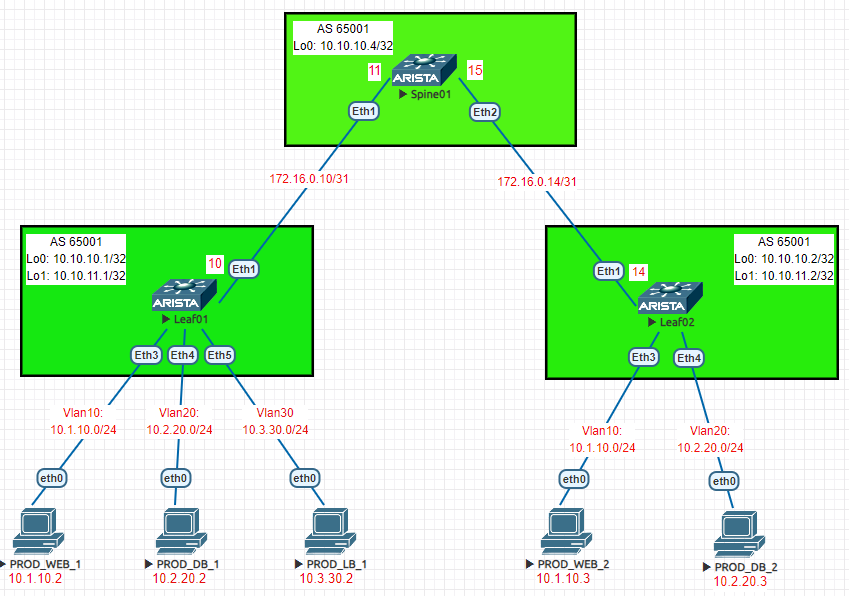 AS 65001
Lo0: 10.10.10.4/32
11
15
ARISTA
Spine01
Eth1
Eth2
172.16.0.10/31
172.16.0.14/31
AS 65001
Lo0: 10.10.10.1/32
Lo1: 10.10.11.1/32
10
Eth1
ARISTA
Leaf01
Eth3
Eth4
Eth5
AS 65001
Lo0: 10.10.10.2/32
Lo1: 10.10.11.2/32
Eth1
14
ARISTA
Leaf02
Eth3
Eth4
Vlan10:
10.1.10.0/24
Vlan20:
10.2.20.0/24
Vlan30
10.3.30.0/24
Vlan10:
10.1.10.0/24
Vlan20:
10.2.20.0/24
eth0
eth0
eth0
eth0
eth0
PROD_WEB_1
10.1.10.2
PROD_DB_1
10.2.20.2
PROD_LB_1
10.3.30.2
PROD_WEB_2
10.1.10.3
PROD_DB_2
10.2.20.3